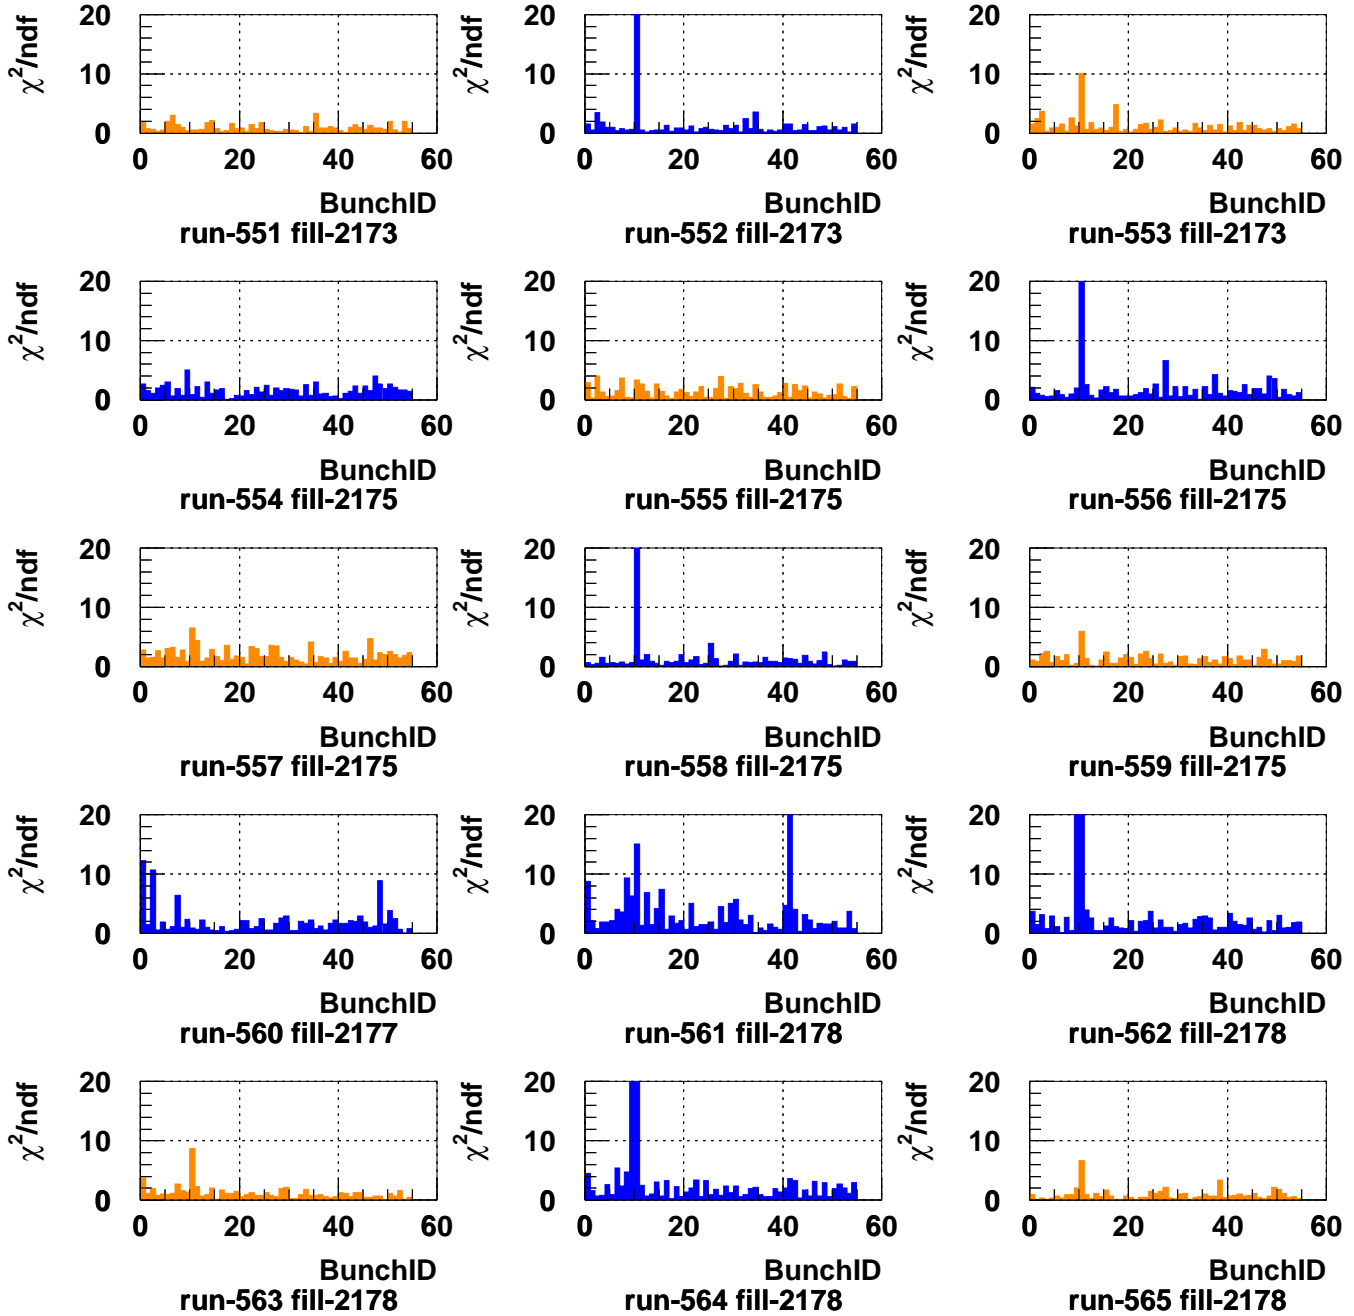 20 20 20
χ²/ndf χ²/ndf χ²/ndf
10 10 10
0 0 0
0 20 40 60 0 20 40 60 0 20 40 60
BunchID BunchID BunchID
run-551 fill-2173 run-552 fill-2173 run-553 fill-2173
20 20 20
χ²/ndf χ²/ndf χ²/ndf
10 10 10
0 0 0
0 20 40 60 0 20 40 60 0 20 40 60
BunchID BunchID BunchID
run-554 fill-2175 run-555 fill-2175 run-556 fill-2175
20 20 20
χ²/ndf χ²/ndf χ²/ndf
10 10 10
0 0 0
0 20 40 60 0 20 40 60 0 20 40 60
BunchID BunchID BunchID
run-557 fill-2175 run-558 fill-2175 run-559 fill-2175
20 20 20
χ²/ndf χ²/ndf χ²/ndf
10 10 10
0 0 0
0 20 40 60 0 20 40 60 0 20 40 60
BunchID BunchID BunchID
run-560 fill-2177 run-561 fill-2178 run-562 fill-2178
20 20 20
χ²/ndf χ²/ndf χ²/ndf
10 10 10
0 0 0
0 20 40 60 0 20 40 60 0 20 40 60
BunchID BunchID BunchID
run-563 fill-2178 run-564 fill-2178 run-565 fill-2178